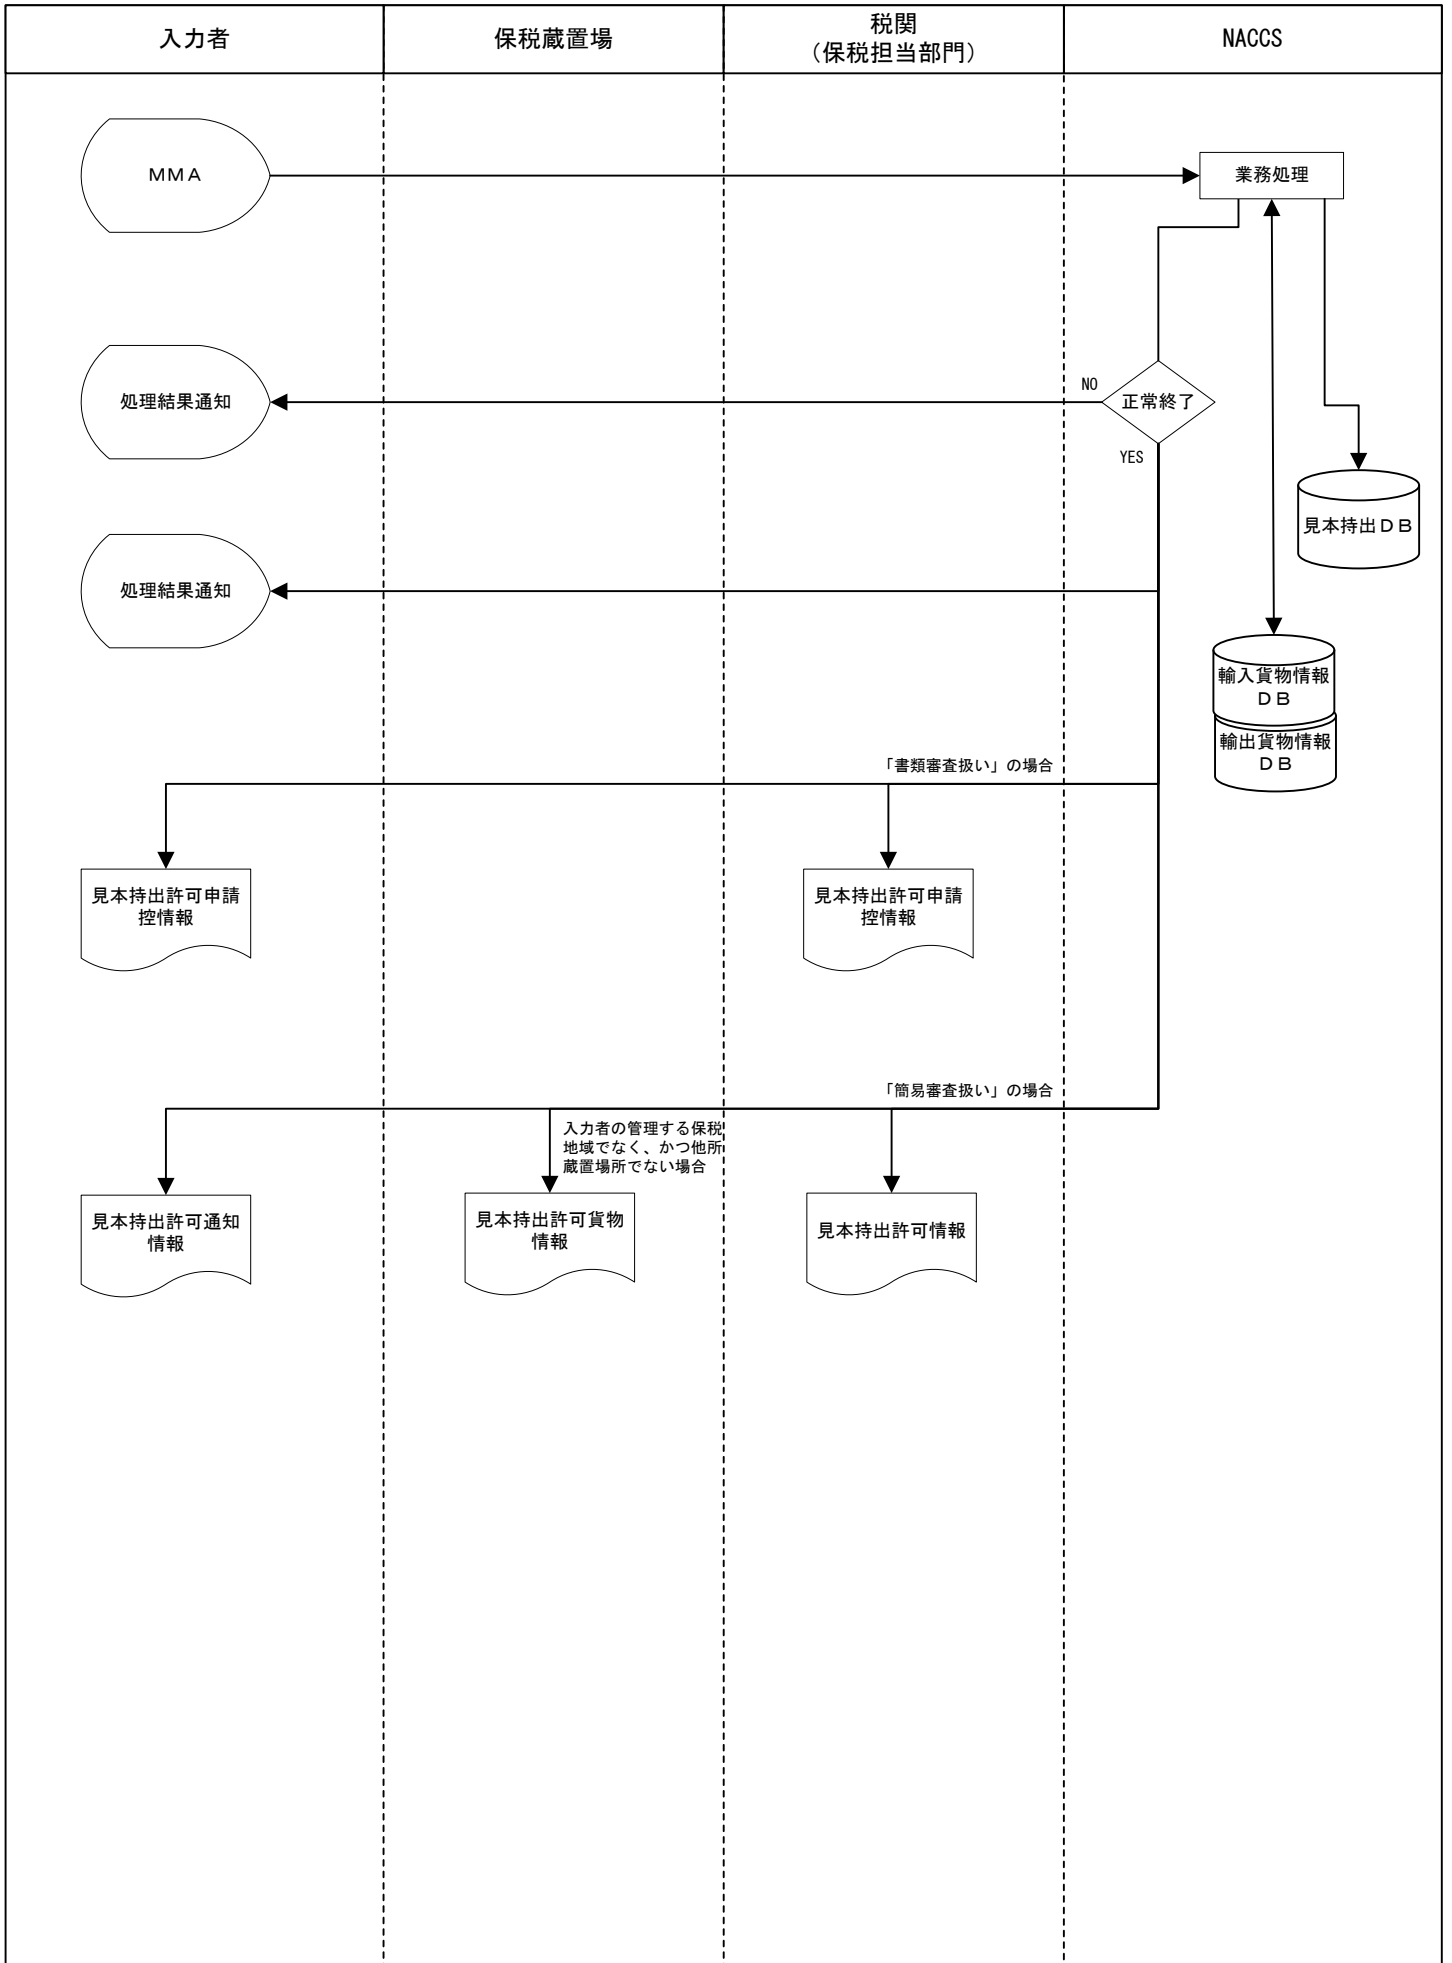 入力者
保税蔵置場
税関
（保税担当部門）
NACCS
ＭＭＡ
業務処理
処理結果通知
NO
正常終了
YES
見本持出ＤＢ
処理結果通知
輸入貨物情報
ＤＢ
輸出貨物情報
ＤＢ
「書類審査扱い」の場合
見本持出許可申請
控情報
見本持出許可申請
控情報
「簡易審査扱い」の場合
入力者の管理する保税
地域でなく、かつ他所
蔵置場所でない場合
見本持出許可通知
情報
見本持出許可貨物
情報
見本持出許可情報